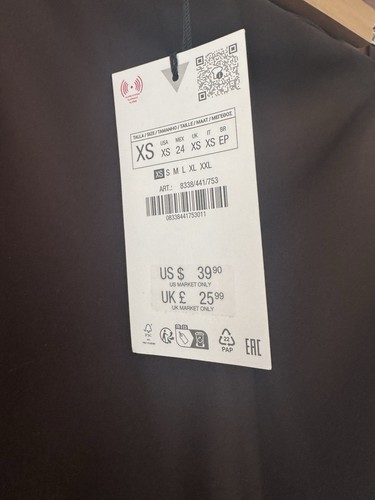 TALLA / SIZE / TAMANHO / TAILLE / MAAT / ΜΕΓΕΘΟΣ
XS USA XS MEX 24 UK XS IT XS BR EP
XS S M L XL XXL
ART.: 8338/441/753
08338441753011
US $ 39.90
US MARKET ONLY
UK £ 25.99
UK MARKET ONLY
FSC
22
PAP
EAC